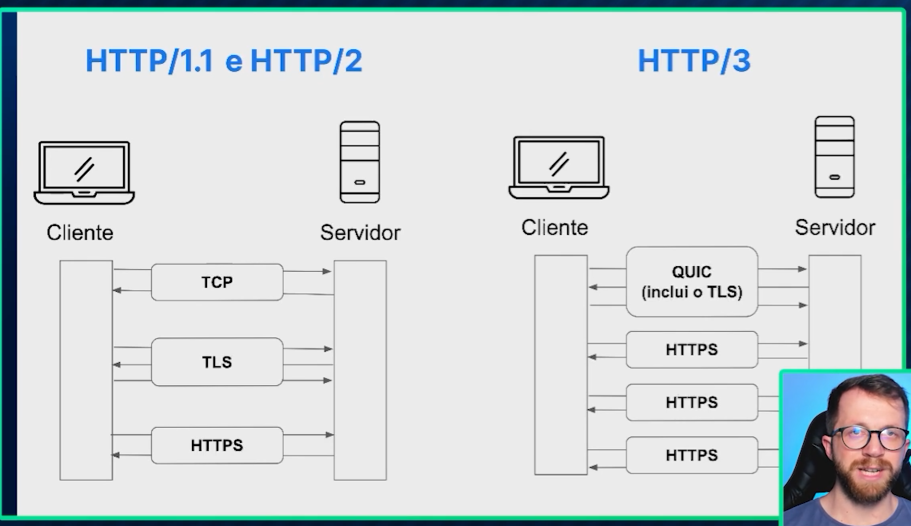 HTTP/1.1 e HTTP/2
Cliente
Servidor
TCP
TLS
HTTPS
HTTP/3
Cliente
Servidor
QUIC
(inclui o TLS)
HTTPS
HTTPS
HTTPS